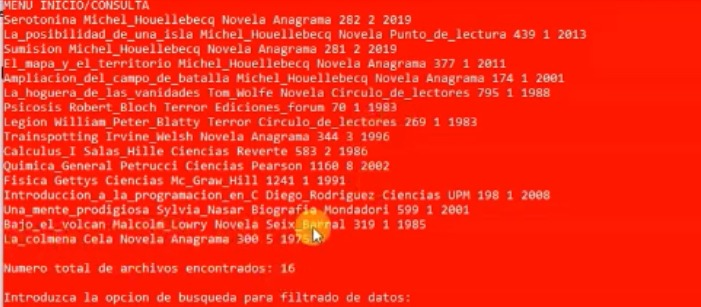 MENU INICIO/CONSULTA
Serotonina Michel_Houellebecq Novela Anagrama 282 2 2019
La_posibilidad_de_una_isla Michel_Houellebecq Novela Punto_de_lectura 439 1 2013
Sumision Michel_Houellebecq Novela Anagrama 281 2 2019
El_mapa_y_el_territorio Michel_Houellebecq Novela Anagrama 377 1 2011
Ampliacion_del_campo_de_batalla Michel_Houellebecq Novela Anagrama 174 1 2001
La_hoguera_de_las_vanidades Tom_Wolfe Novela Circulo_de_lectores 795 1 1988
Psicosis Robert_Bloch Terror Ediciones_forum 70 1 1983
Legion William_Peter_Blatty Terror Circulo_de_lectores 269 1 1983
Trainspotting Irvine_Welsh Novela Anagrama 344 3 1996
Calculus_I Salas_Hille Ciencias Reverte 583 2 1986
Quimica_General Petrucci Ciencias Pearson 1160 8 2002
Fisica Gettys Ciencias Mc_Graw_Hill 1241 1 1991
Introduccion_a_la_programacion_en_C Diego_Rodriguez Ciencias UPM 198 1 2008
Una_mente_prodigiosa Sylvia_Nasar Biografia Mondadori 599 1 2001
Bajo_el_volcan Malcolm_Lowry Novela Seix_Barral 319 1 1985
La_colmena Cela Novela Anagrama 300 5 1975
Numero total de archivos encontrados: 16
Introduzca la opcion de busqueda para filtrado de datos: